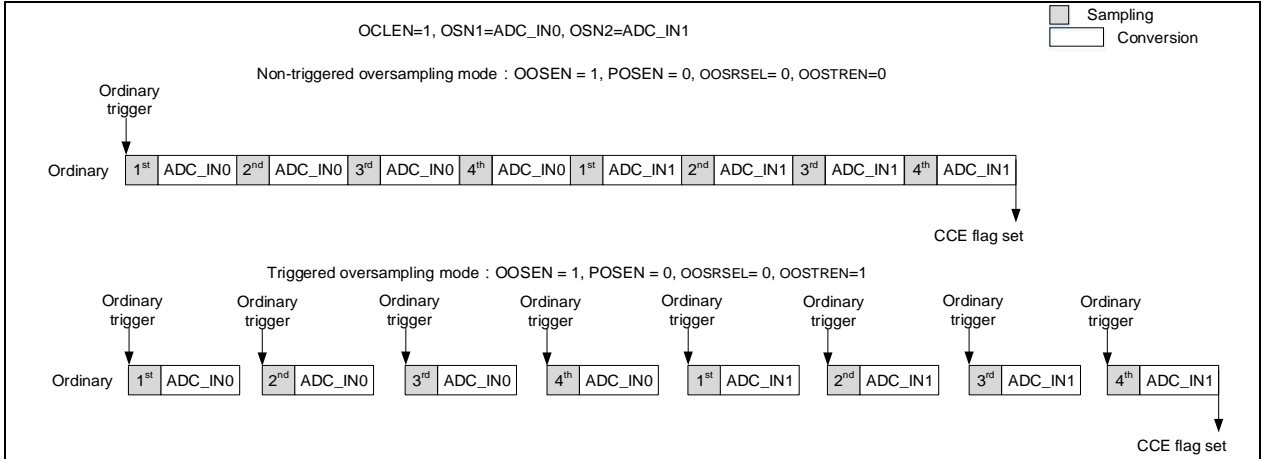 Sampling
OCLEN=1, OSN1=ADC_IN0, OSN2=ADC_IN1
Conversion
Non-triggered oversampling mode : OOSEN = 1, POSEN = 0, OOSRSEL= 0, OOSTREN=0
Ordinary
trigger
Ordinary 1st ADC_IN0 2nd ADC_IN0 3rd ADC_IN0 4th ADC_IN0 1st ADC_IN1 2nd ADC_IN1 3rd ADC_IN1 4th ADC_IN1
CCE flag set
Triggered oversampling mode : OOSEN = 1, POSEN = 0, OOSRSEL= 0, OOSTREN=1
Ordinary Ordinary Ordinary Ordinary Ordinary Ordinary Ordinary Ordinary
trigger trigger trigger trigger trigger trigger trigger trigger
Ordinary 1st ADC_IN0 2nd ADC_IN0 3rd ADC_IN0 4th ADC_IN0 1st ADC_IN1 2nd ADC_IN1 3rd ADC_IN1 4th ADC_IN1
CCE flag set